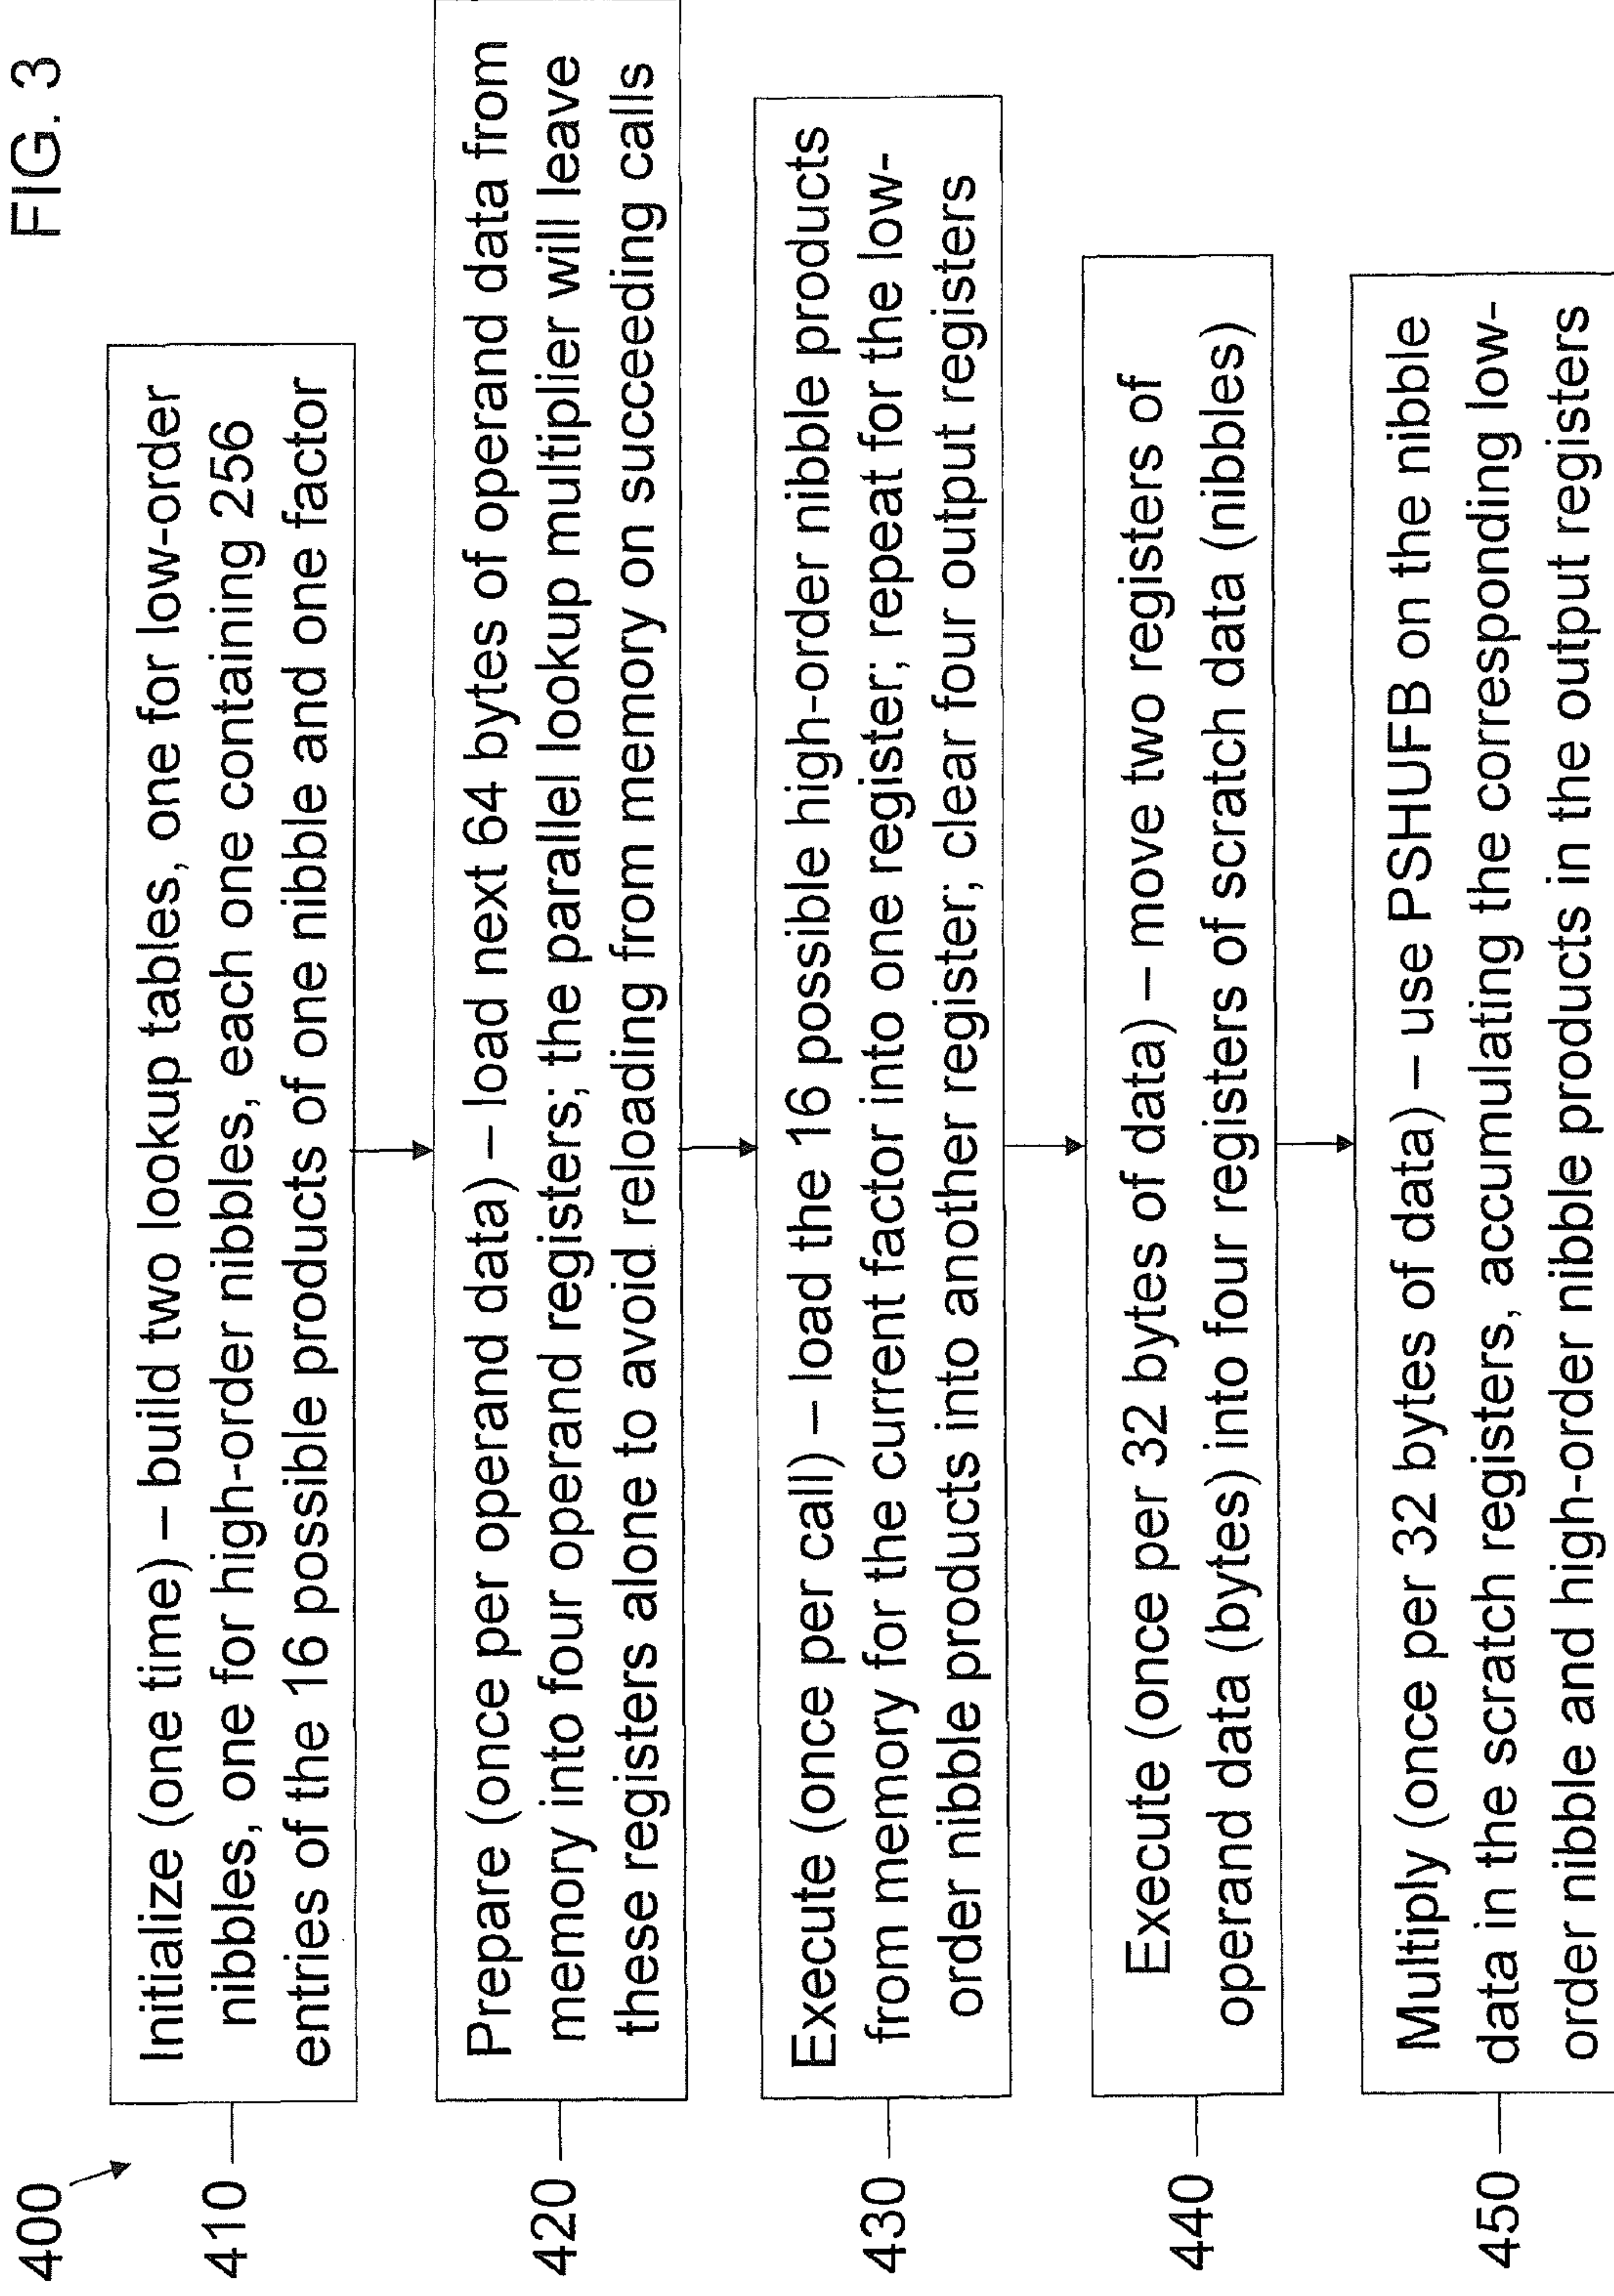 FIG. 3
400
410
Initialize (one time) – build two lookup tables, one for low-order
nibbles, one for high-order nibbles, each one containing 256
entries of the 16 possible products of one nibble and one factor
420
Prepare (once per operand data) – load next 64 bytes of operand data from
memory into four operand registers; the parallel lookup multiplier will leave
these registers alone to avoid reloading from memory on succeeding calls
430
Execute (once per call) – load the 16 possible high-order nibble products
from memory for the current factor into one register; repeat for the low-
order nibble products into another register; clear four output registers
440
Execute (once per 32 bytes of data) – move two registers of
operand data (bytes) into four registers of scratch data (nibbles)
450
Multiply (once per 32 bytes of data) – use PSHUFB on the nibble
data in the scratch registers, accumulating the corresponding low-
order nibble and high-order nibble products in the output registers